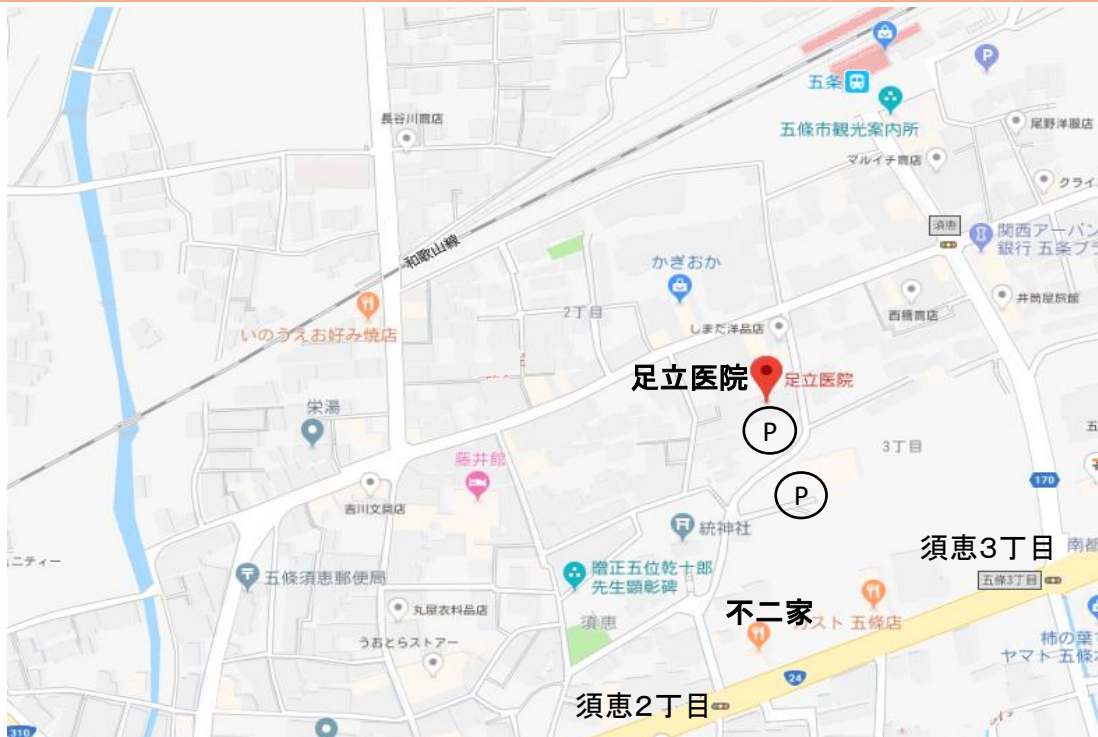 五条
五條市観光案内所
P
尾野洋服店
長谷川商店
マルイチ商店
クライ
須恵
関西アーバン
銀行 五条プラ
和歌山線
かぎおか
井筒屋旅館
2丁目
西橋商店
いのうえお好み焼店
しまだ洋品店
足立医院
足立医院
P
栄湯
3丁目
藤井館
170
吉川文具店
P
統神社
須恵3丁目
南都
ニティー
五條須恵郵便局
贈正五位乾十郎
先生顕彰碑
五條3丁目
丸屋衣料品店
須恵
不二家
ガスト 五條店
うおとらストアー
柿の葉
ヤマト 五條
24
須恵2丁目
310